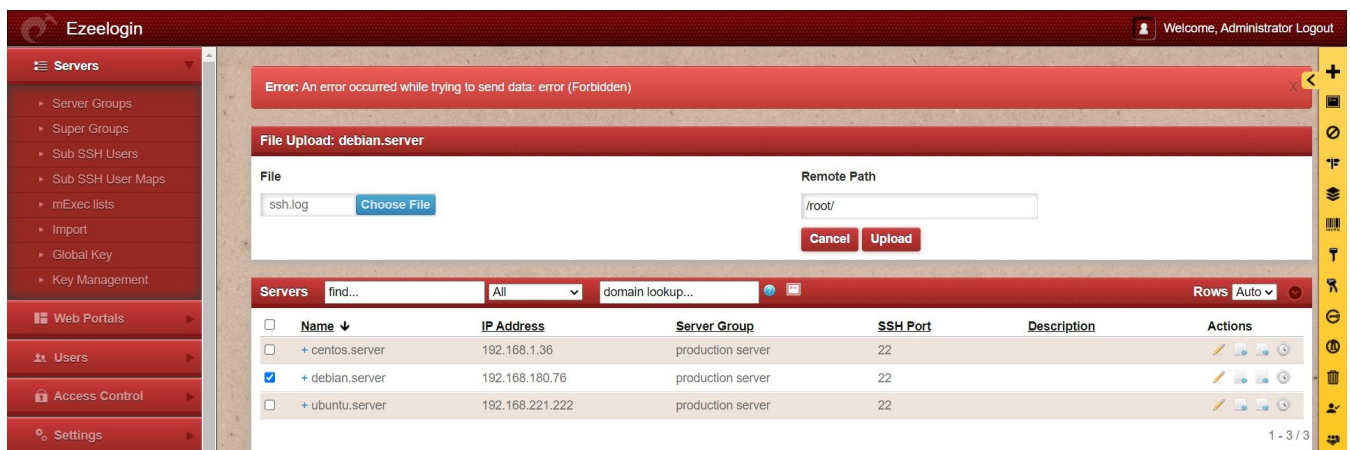 Ezeelogin
Welcome, Administrator Logout
Servers
Server Groups
Super Groups
Sub SSH Users
Sub SSH User Maps
mExec lists
Import
Global Key
Key Management
Web Portals
Users
Access Control
Settings
Error: An error occurred while trying to send data: error (Forbidden) X
File Upload: debian.server
File
ssh.log Choose File
Remote Path
/root/
Cancel Upload
Servers find... All domain lookup... Rows Auto
Name IP Address Server Group SSH Port Description Actions
+ centos.server 192.168.1.36 production server 22
+ debian.server 192.168.180.76 production server 22
+ ubuntu.server 192.168.221.222 production server 22
1 - 3 / 3